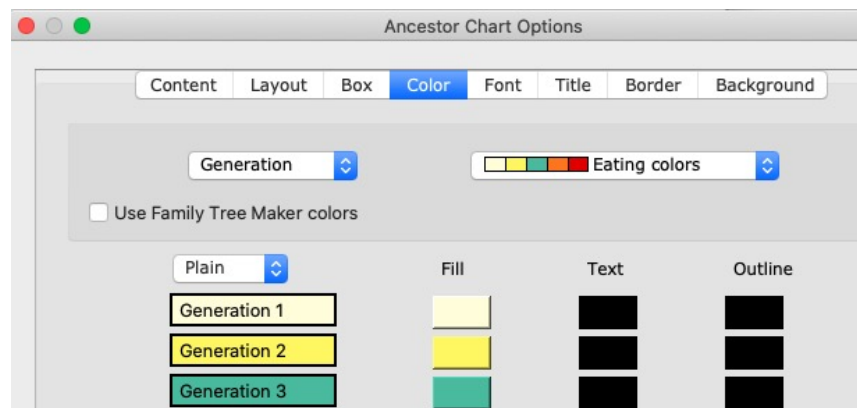 Ancestor Chart Options
Content Layout Box Color Font Title Border Background
Generation Eating colors
Use Family Tree Maker colors
Plain Fill Text Outline
Generation 1
Generation 2
Generation 3